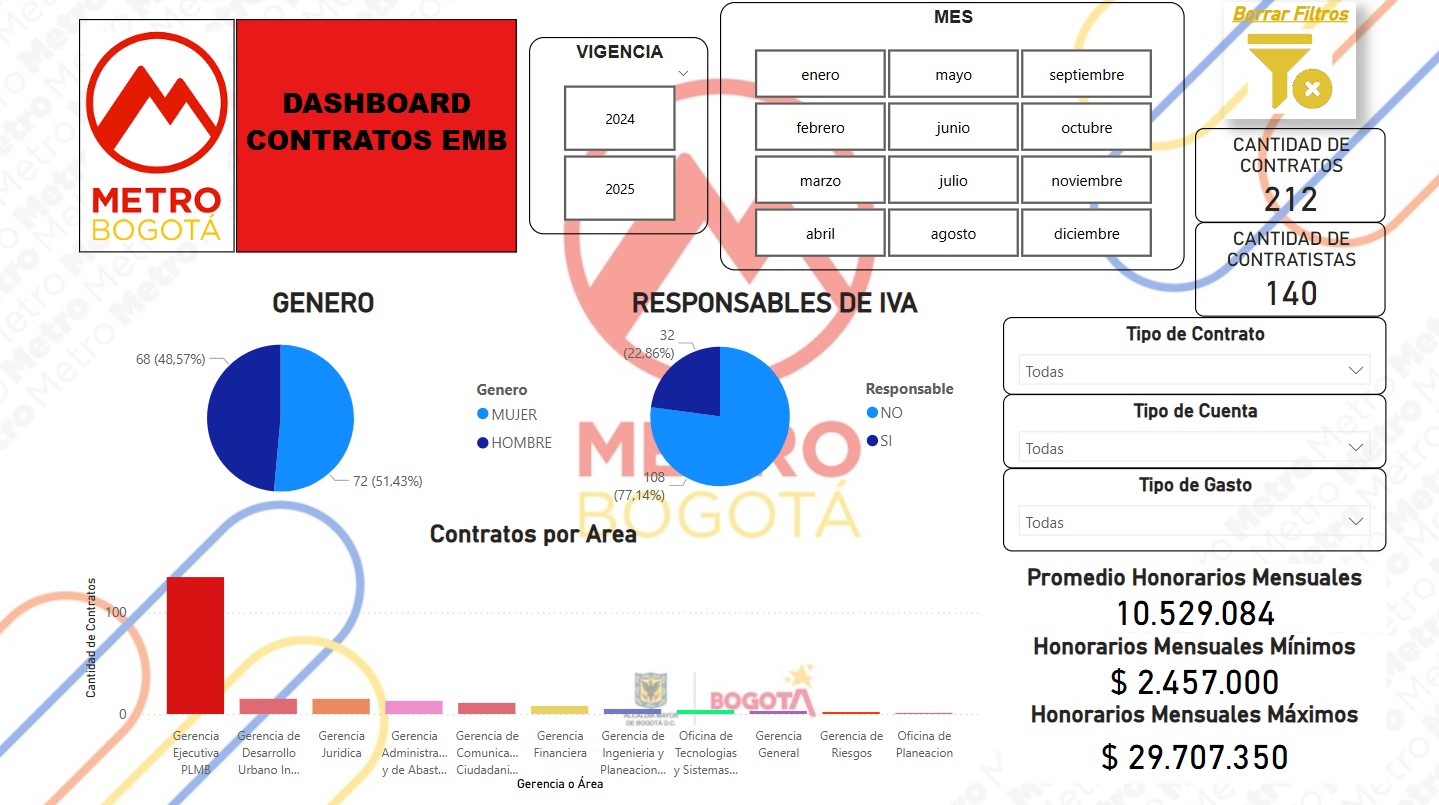 METRO
BOGOTÁ
DASHBOARD
CONTRATOS EMB
VIGENCIA
2024
2025
MES
enero
mayo
septiembre
febrero
junio
octubre
marzo
julio
noviembre
abril
agosto
diciembre
Borrar Filtros
CANTIDAD DE
CONTRATOS
212
CANTIDAD DE
CONTRATISTAS
140
GENERO
68 (48,57%)
72 (51,43%)
Genero
MUJER
HOMBRE
RESPONSABLES DE IVA
32
(22,86%)
108
(77,14%)
Responsable
NO
SI
METRO
BOGOTÁ
Tipo de Contrato
Todas
Tipo de Cuenta
Todas
Tipo de Gasto
Todas
Contratos por Area
Cantidad de Contratos
100
0
Gerencia
Ejecutiva
PLMB
Gerencia de
Desarrollo
Urbano In...
Gerencia
Juridica
Gerencia
Administra...
y de Abast...
Gerencia de
Comunica...
Ciudadani...
Gerencia
Financiera
Gerencia de
Ingenieria y
Planeacion...
Oficina de
Tecnologias
y Sistemas...
Gerencia
General
Gerencia de
Riesgos
Oficina de
Planeacion
Gerencia o Área
ALCALDÍA MAYOR
DE BOGOTÁ D.C.
BOGOTÁ
Promedio Honorarios Mensuales
10.529.084
Honorarios Mensuales Mínimos
$ 2.457.000
Honorarios Mensuales Máximos
$ 29.707.350